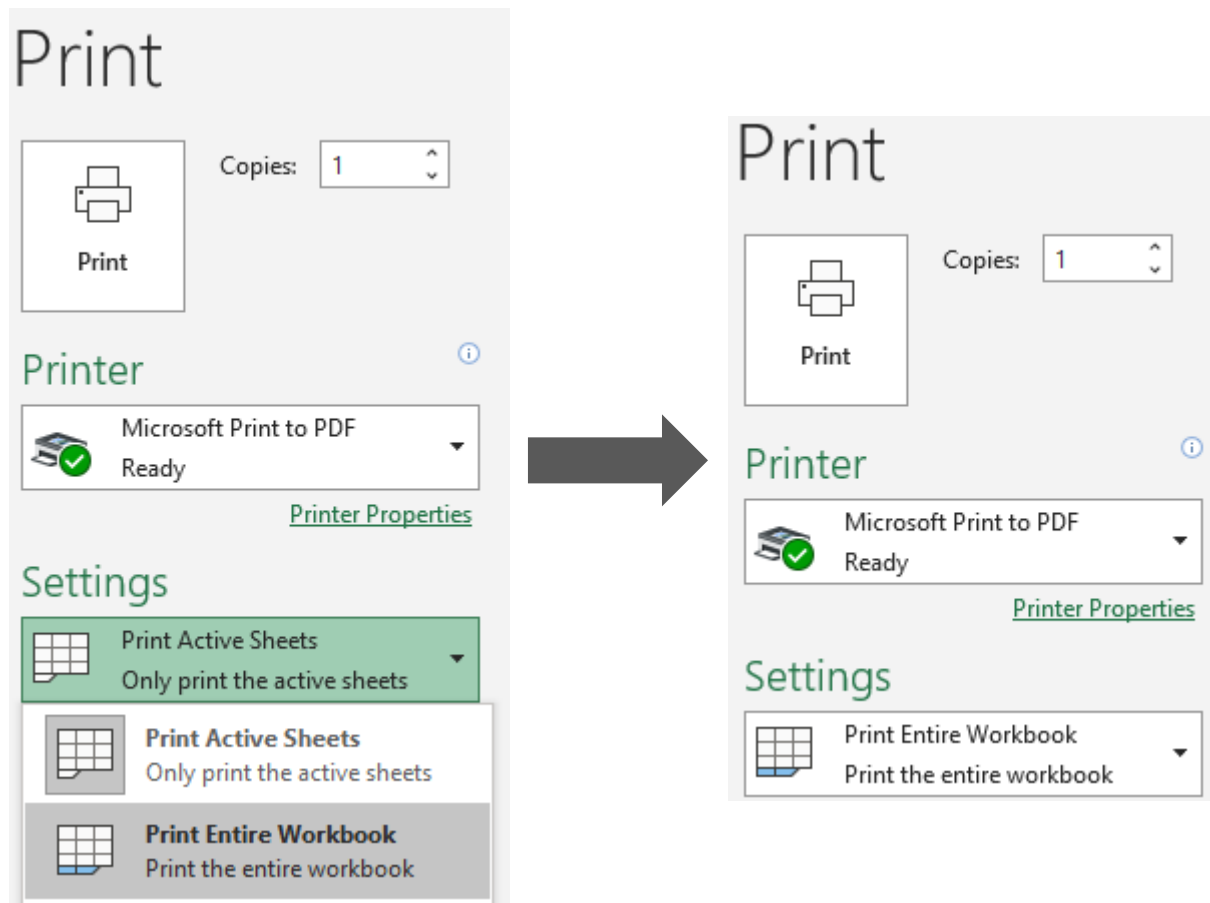 Print
Copies: 1
Print
Printer
Microsoft Print to PDF
Ready
Printer Properties
Settings
Print Active Sheets
Only print the active sheets
Print Active Sheets
Only print the active sheets
Print Entire Workbook
Print the entire workbook
Print
Copies: 1
Print
Printer
Microsoft Print to PDF
Ready
Printer Properties
Settings
Print Entire Workbook
Print the entire workbook